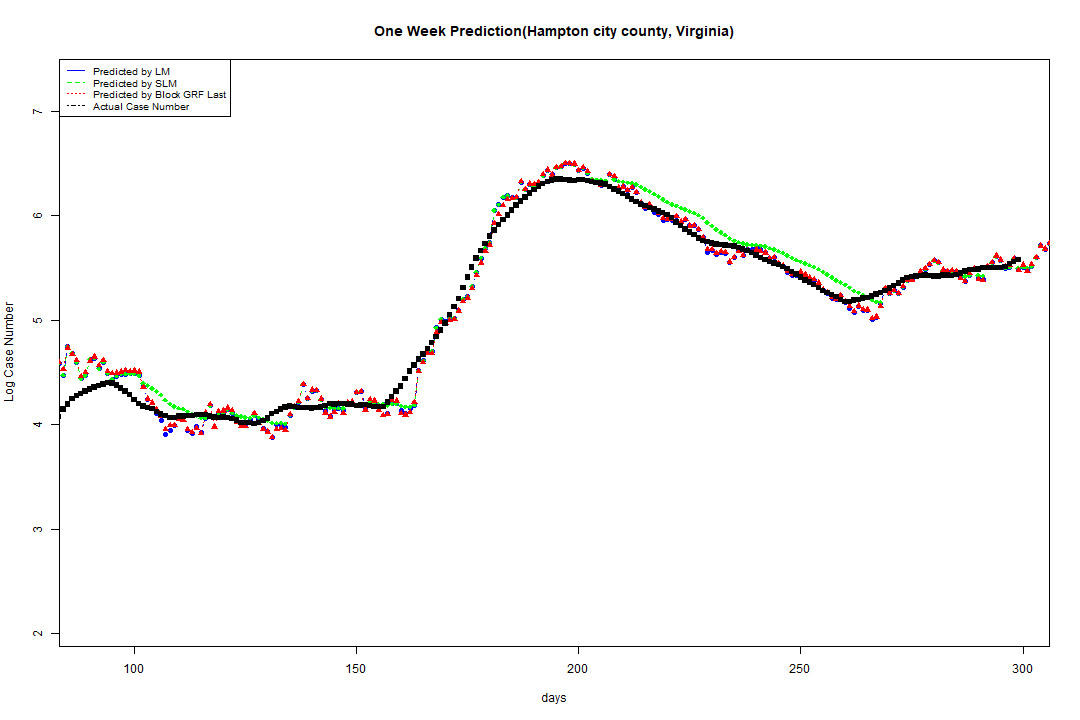 One Week Prediction(Hampton city county, Virginia)
Predicted by LM
Predicted by SLM
Predicted by Block GRF Last
Actual Case Number
7
6
5
4
3
2
Log Case Number
100 150 200 250 300
days